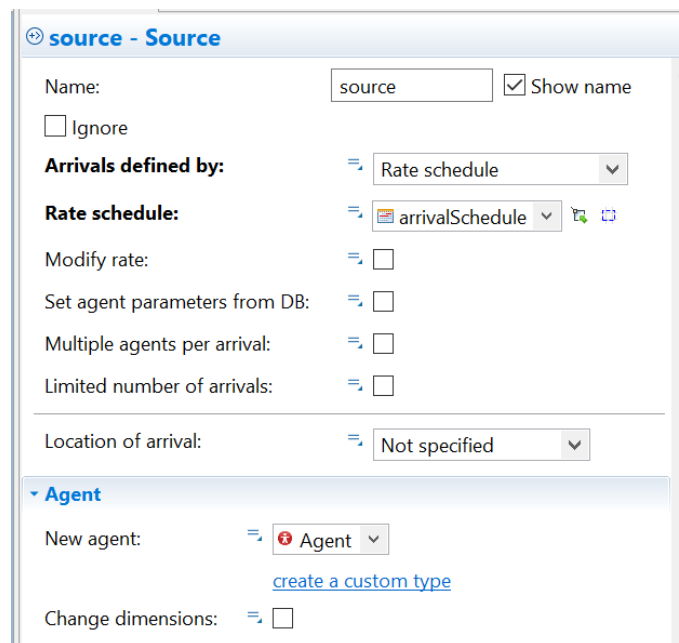 source - Source
Name: source Show name
Ignore
Arrivals defined by: Rate schedule
Rate schedule: arrivalSchedule
Modify rate:
Set agent parameters from DB:
Multiple agents per arrival:
Limited number of arrivals:
Location of arrival: Not specified
Agent
New agent: Agent
create a custom type
Change dimensions: